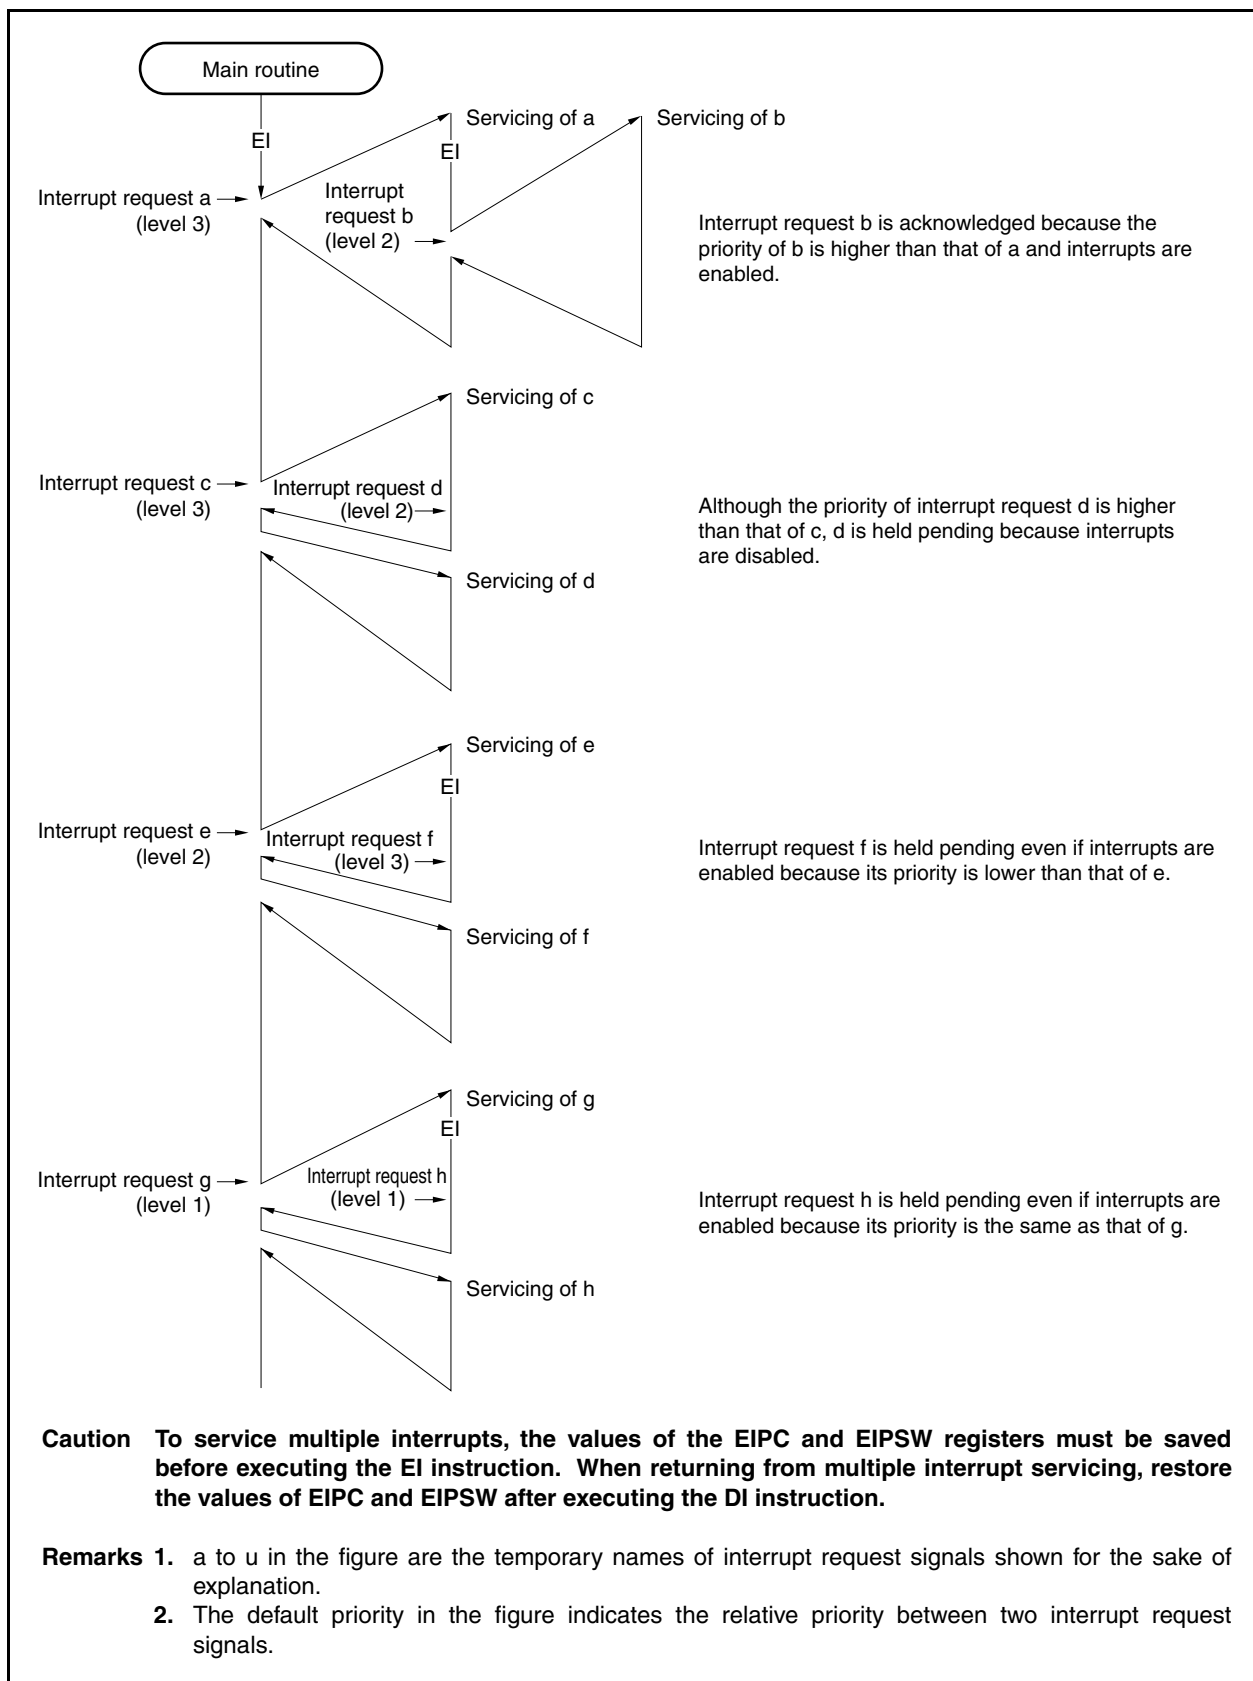 Main routine
EI
Servicing of a
Servicing of b
EI
Interrupt request a
(level 3)
Interrupt
request b
(level 2)
Interrupt request b is acknowledged because the
priority of b is higher than that of a and interrupts are
enabled.
Servicing of c
Interrupt request c
(level 3)
Interrupt request d
(level 2)
Although the priority of interrupt request d is higher
than that of c, d is held pending because interrupts
are disabled.
Servicing of d
Servicing of e
EI
Interrupt request e
(level 2)
Interrupt request f
(level 3)
Interrupt request f is held pending even if interrupts are
enabled because its priority is lower than that of e.
Servicing of f
Servicing of g
EI
Interrupt request g
(level 1)
Interrupt request h
(level 1)
Interrupt request h is held pending even if interrupts are
enabled because its priority is the same as that of g.
Servicing of h
Caution To service multiple interrupts, the values of the EIPC and EIPSW registers must be saved
before executing the EI instruction. When returning from multiple interrupt servicing, restore
the values of EIPC and EIPSW after executing the DI instruction.
Remarks 1. a to u in the figure are the temporary names of interrupt request signals shown for the sake of
explanation.
2. The default priority in the figure indicates the relative priority between two interrupt request
signals.